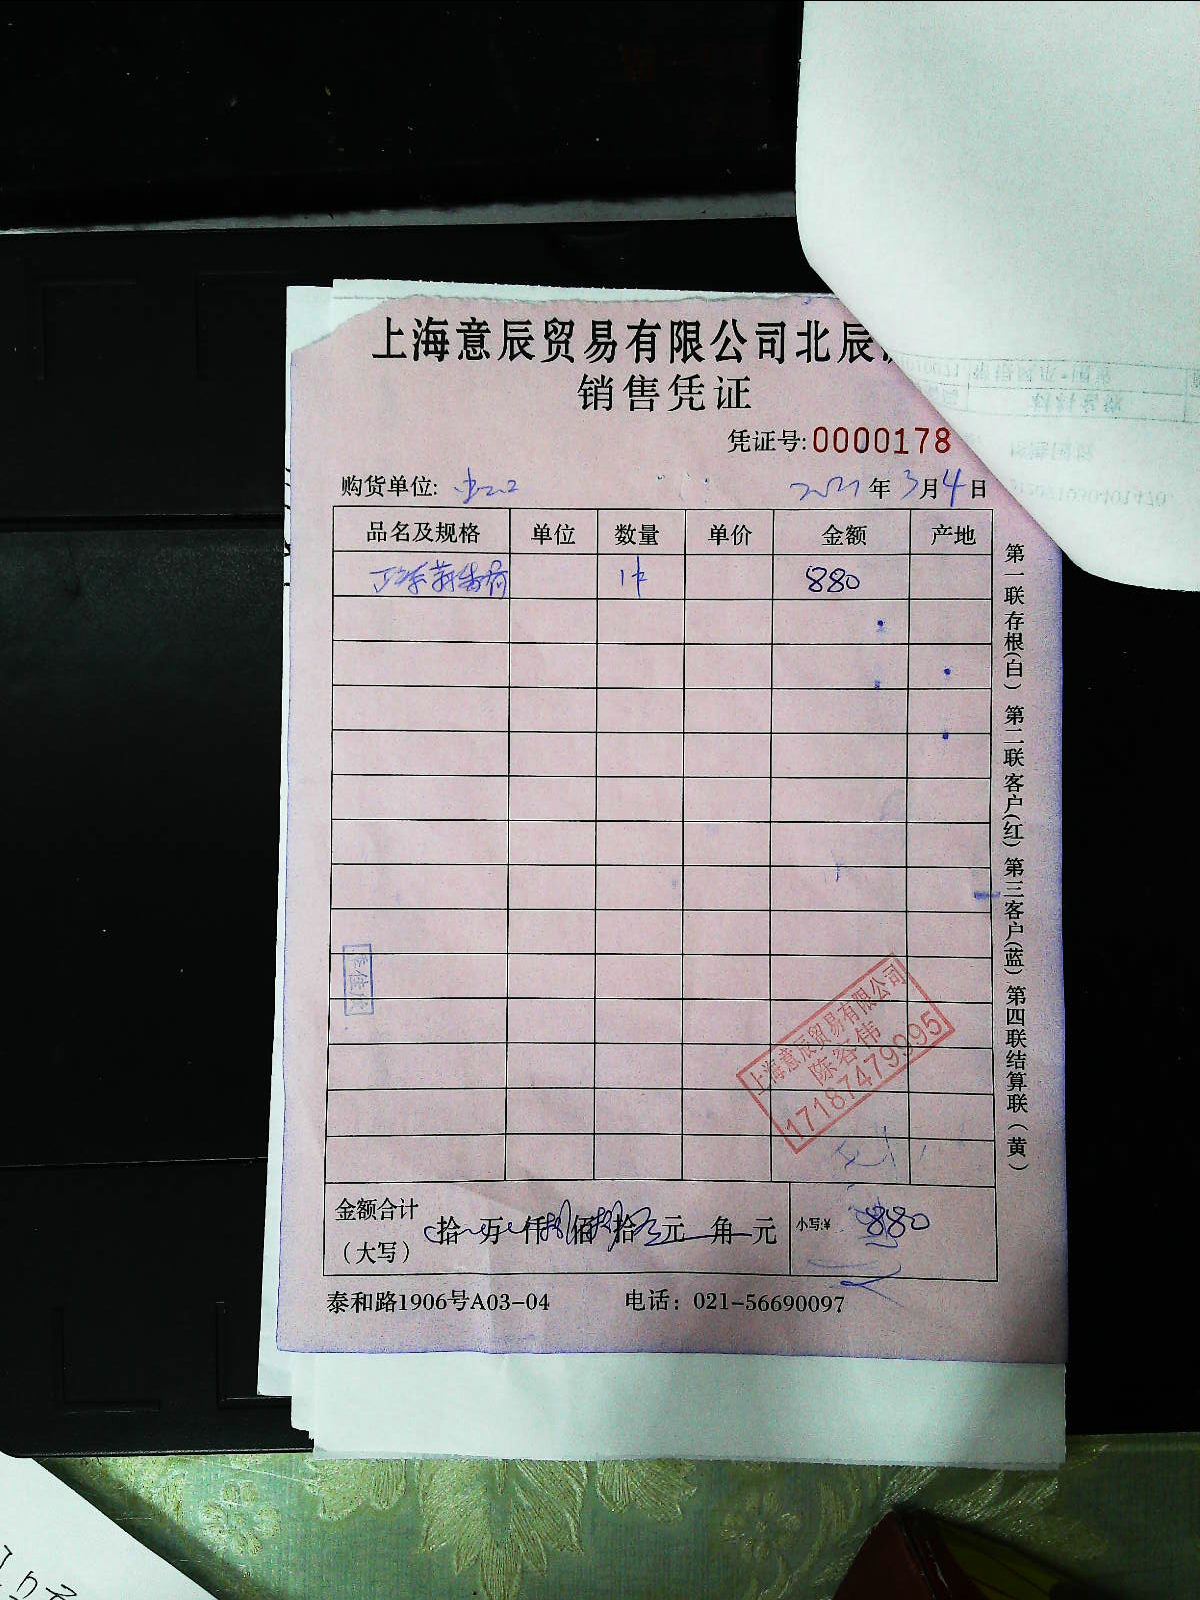 上海意辰贸易有限公司北辰
销售凭证
凭证号:0000178
购货单位: 2021年3月4日
品名及规格 单位 数量 单价 金额 产地
1件 880
上海意辰贸易有限公司
陈容伟
17187479995
金额合计（大写） 拾 万 仟捌佰捌拾元 角 元 小写:¥ 880
泰和路1906号A03-04 电话：021-56690097
第一联存根(白) 第二联客户(红) 第三客户(蓝) 第四联结算联(黄)